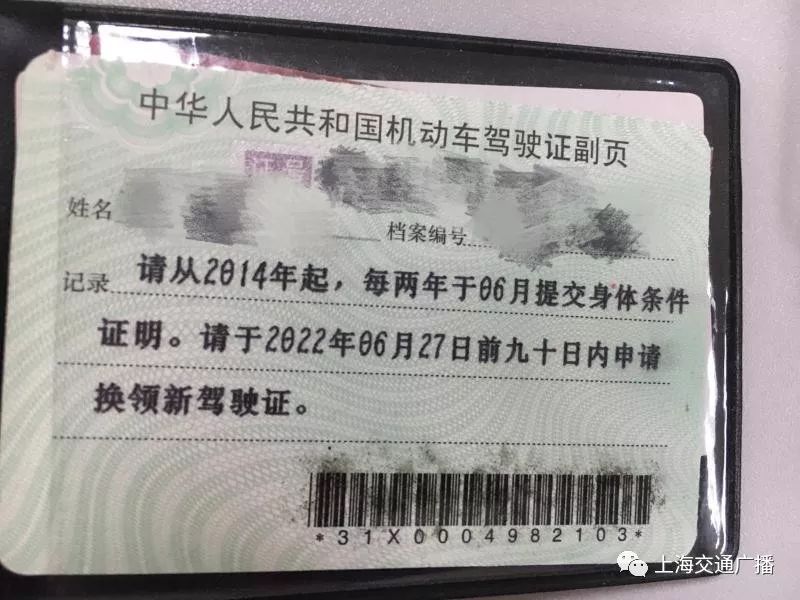 中华人民共和国机动车驾驶证副页
姓名
档案编号
记录 请从2014年起，每两年于06月提交身体条件
证明。请于2022年06月27日前九十日内申请
换领新驾驶证。
*31X0004982103*
上海交通广播